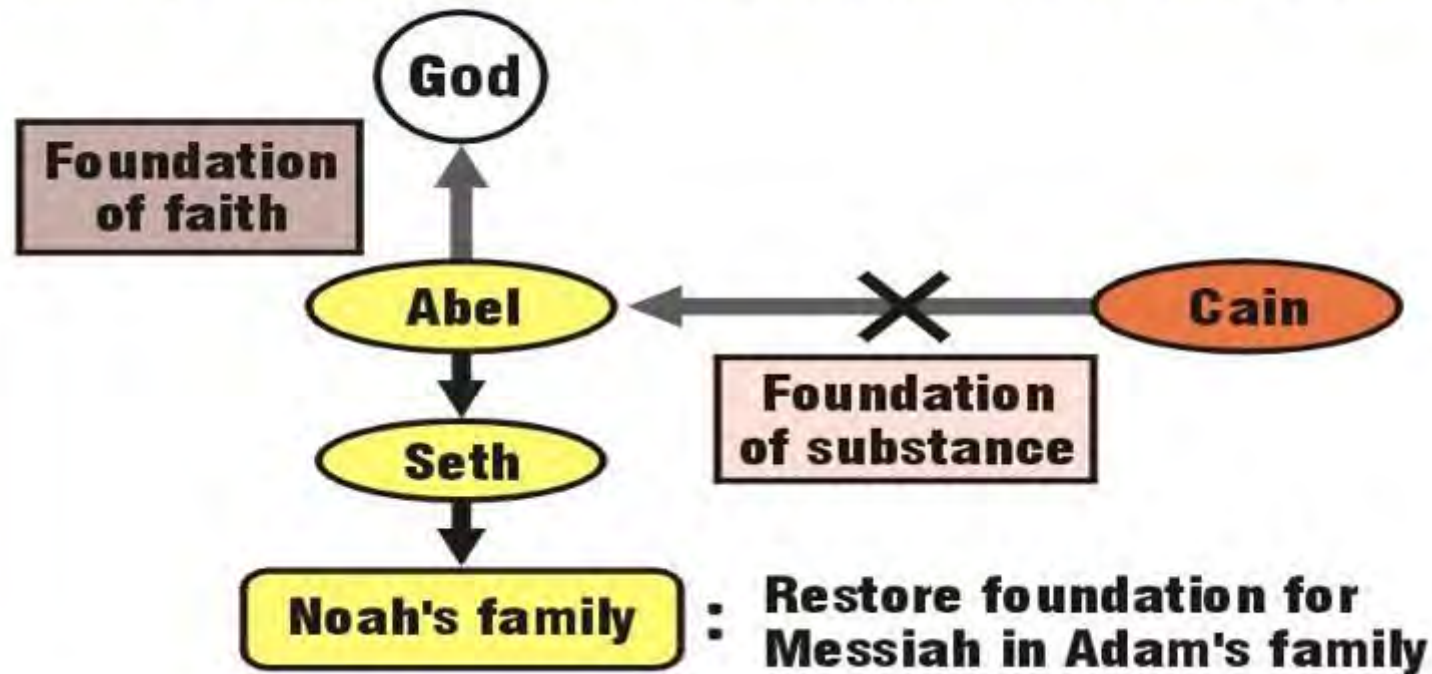 God
Foundation
of faith
Abel
Cain
Foundation
of substance
Seth
Noah's family
: Restore foundation for
Messiah in Adam's family